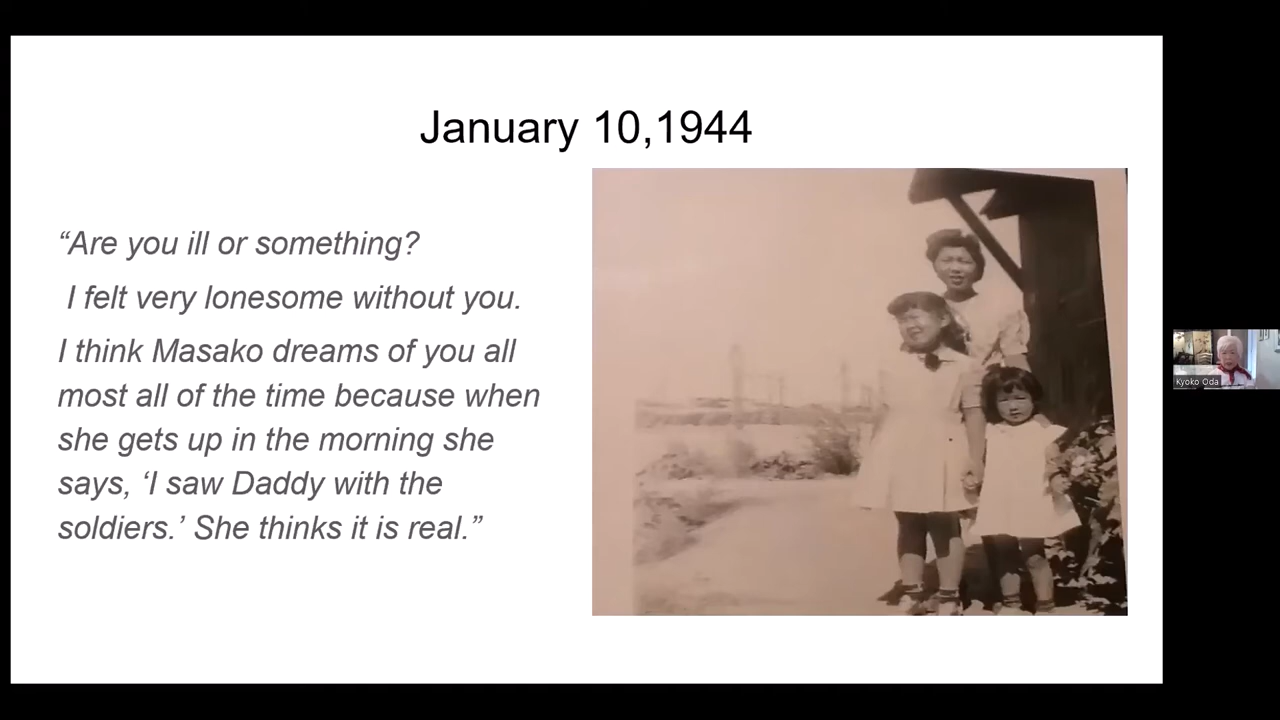 January 10,1944
“Are you ill or something?
I felt very lonesome without you.
I think Masako dreams of you all
most all of the time because when
she gets up in the morning she
says, ‘I saw Daddy with the
soldiers.’ She thinks it is real.”
Kyoko Oda